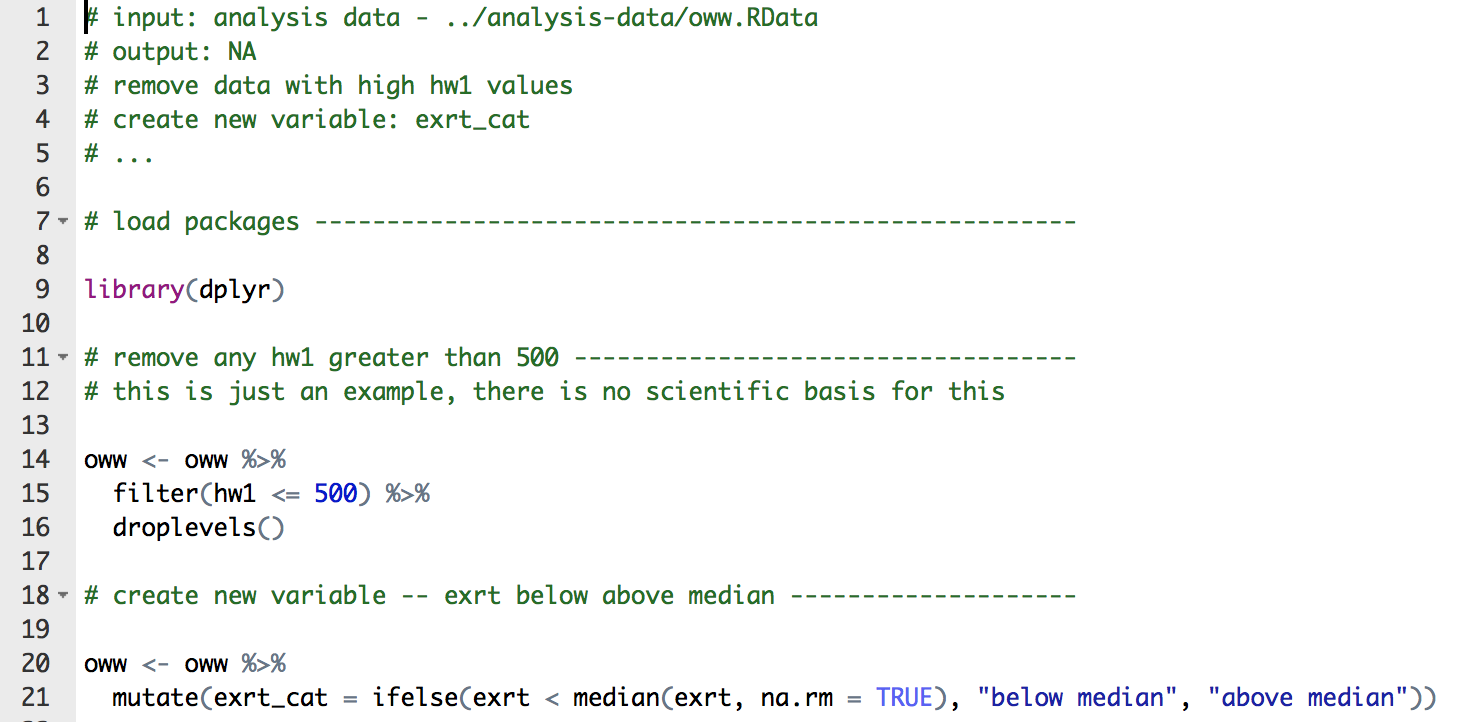 1 # input: analysis data - ../analysis-data/oww.RData
2 # output: NA
3 # remove data with high hw1 values
4 # create new variable: exrt_cat
5 # ...
6
7 # load packages -----------------------------------------------------
8
9 library(dplyr)
10
11 # remove any hw1 greater than 500 -----------------------------------
12 # this is just an example, there is no scientific basis for this
13
14 oww <- oww %>%
15   filter(hw1 <= 500) %>%
16   droplevels()
17
18 # create new variable -- exrt below above median --------------------
19
20 oww <- oww %>%
21   mutate(exrt_cat = ifelse(exrt < median(exrt, na.rm = TRUE), "below median", "above median"))